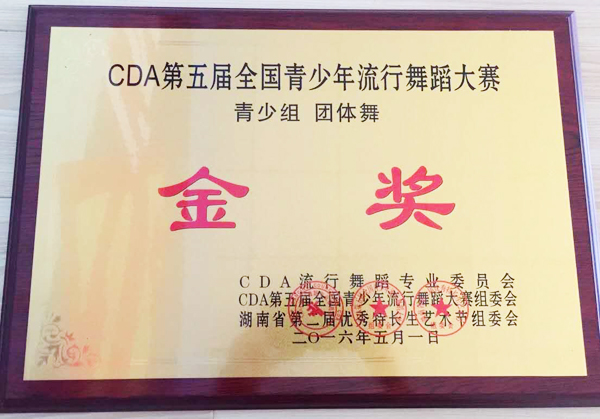 CDA第五届全国青少年流行舞蹈大赛
青少组 团体舞
金奖
CDA流行舞蹈专业委员会
CDA第五届全国青少年流行舞蹈大赛组委会
湖南省第二届优秀特长生艺术节组委会
二〇一六年五月一日